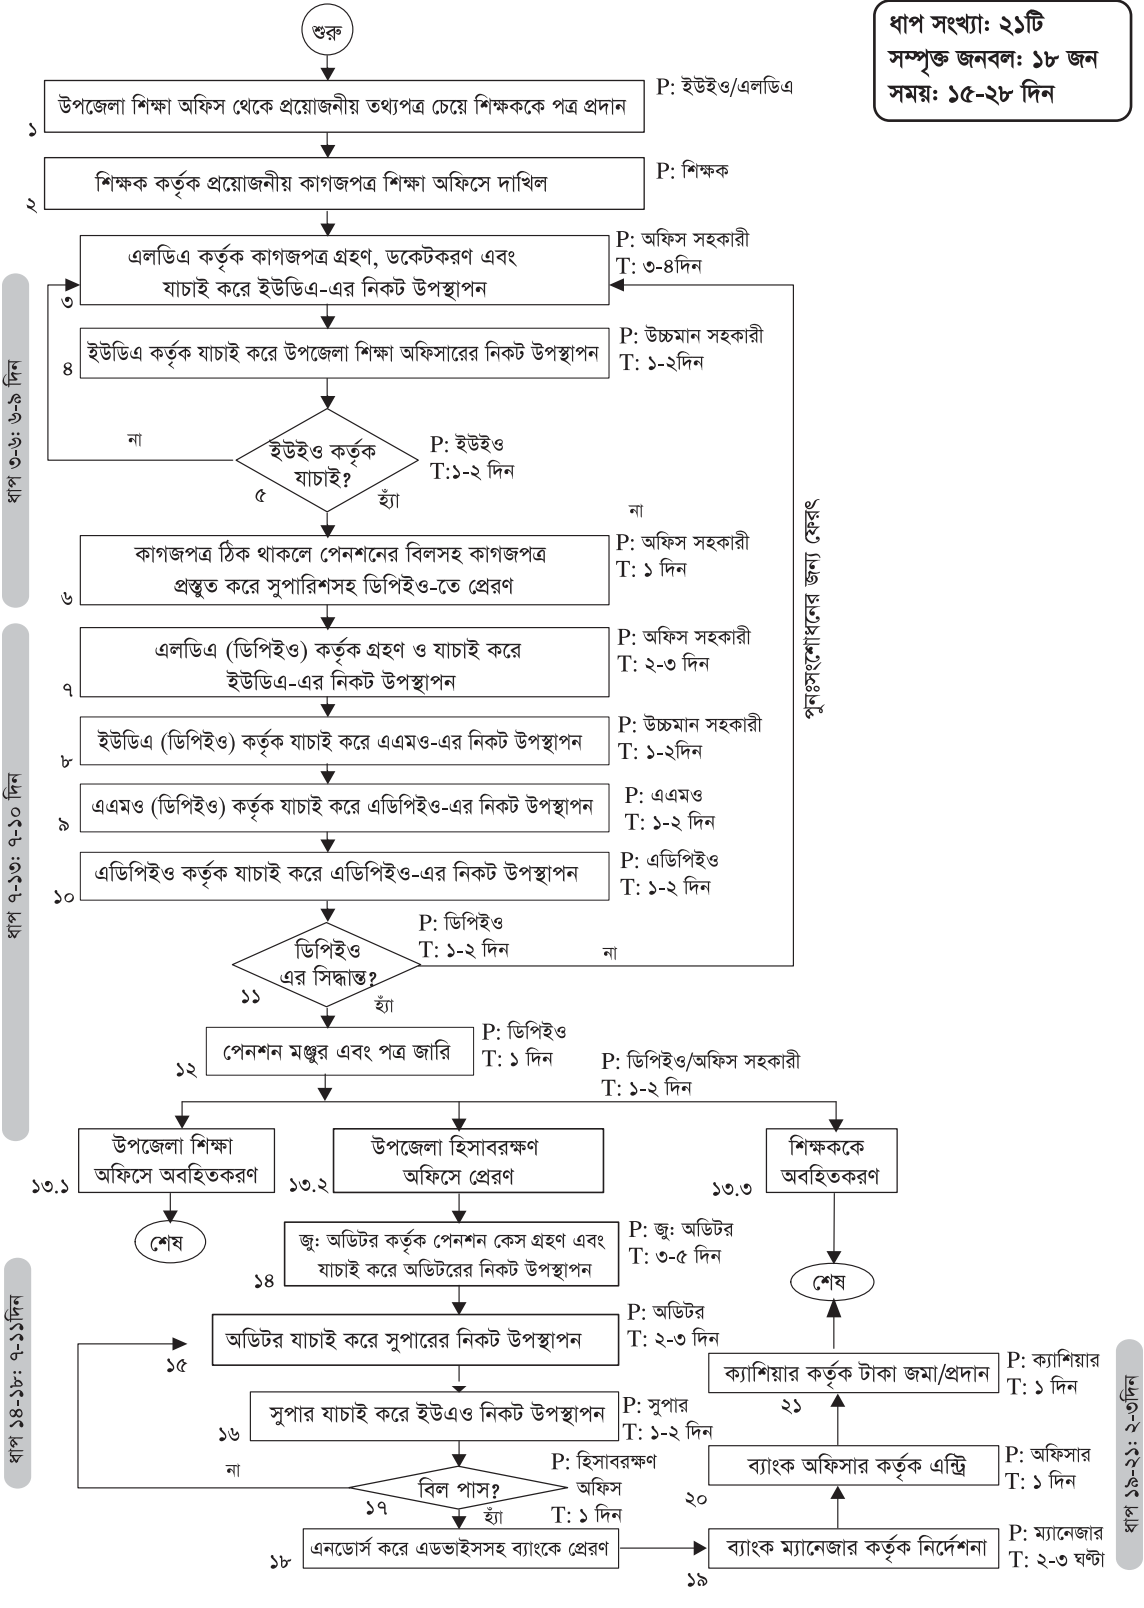 শুরু
ধাপ সংখ্যা: ২১টি
সম্পৃক্ত জনবল: ১৮ জন
সময়: ১৫-২৮ দিন
উপজেলা শিক্ষা অফিস থেকে প্রয়োজনীয় তথ্যপত্র চেয়ে শিক্ষককে পত্র প্রদান
১
P: ইউইও/এলডিএ
শিক্ষক কর্তৃক প্রয়োজনীয় কাগজপত্র শিক্ষা অফিসে দাখিল
২
P: শিক্ষক
এলডিএ কর্তৃক কাগজপত্র গ্রহণ, ডকেটকরণ এবং
যাচাই করে ইউডিএ-এর নিকট উপস্থাপন
৩
P: অফিস সহকারী
T: ৩-৪দিন
ইউডিএ কর্তৃক যাচাই করে উপজেলা শিক্ষা অফিসারের নিকট উপস্থাপন
৪
P: উচ্চমান সহকারী
T: ১-২দিন
ধাপ ৩-৬: ৬-৯ দিন
না
ইউইও কর্তৃক
যাচাই?
৫
হ্যাঁ
P: ইউইও
T:১-২ দিন
না
পুনঃসংশোধনের জন্য ফেরৎ
কাগজপত্র ঠিক থাকলে পেনশনের বিলসহ কাগজপত্র
প্রস্তুত করে সুপারিশসহ ডিপিইও-তে প্রেরণ
৬
P: অফিস সহকারী
T: ১ দিন
এলডিএ (ডিপিইও) কর্তৃক গ্রহণ ও যাচাই করে
ইউডিএ-এর নিকট উপস্থাপন
৭
P: অফিস সহকারী
T: ২-৩ দিন
ইউডিএ (ডিপিইও) কর্তৃক যাচাই করে এএমও-এর নিকট উপস্থাপন
৮
P: উচ্চমান সহকারী
T: ১-২দিন
ধাপ ৭-১৩: ৭-১০ দিন
এএমও (ডিপিইও) কর্তৃক যাচাই করে এডিপিইও-এর নিকট উপস্থাপন
৯
P: এএমও
T: ১-২ দিন
এডিপিইও কর্তৃক যাচাই করে এডিপিইও-এর নিকট উপস্থাপন
১০
P: এডিপিইও
T: ১-২ দিন
ডিপিইও
এর সিদ্ধান্ত?
১১
হ্যাঁ
P: ডিপিইও
T: ১-২ দিন
না
পেনশন মঞ্জুর এবং পত্র জারি
১২
P: ডিপিইও
T: ১ দিন
P: ডিপিইও/অফিস সহকারী
T: ১-২ দিন
উপজেলা শিক্ষা
অফিসে অবহিতকরণ
১৩.১
উপজেলা হিসাবরক্ষণ
অফিসে প্রেরণ
১৩.২
শিক্ষককে
অবহিতকরণ
১৩.৩
শেষ
জু: অডিটর কর্তৃক পেনশন কেস গ্রহণ এবং
যাচাই করে অডিটরের নিকট উপস্থাপন
১৪
P: জু: অডিটর
T: ৩-৫ দিন
শেষ
অডিটর যাচাই করে সুপারের নিকট উপস্থাপন
১৫
P: অডিটর
T: ২-৩ দিন
ধাপ ১৪-১৮: ৭-১১দিন
সুপার যাচাই করে ইউএও নিকট উপস্থাপন
১৬
P: সুপার
T: ১-২ দিন
না
বিল পাস?
১৭
হ্যাঁ
P: হিসাবরক্ষণ
অফিস
T: ১ দিন
এনডোর্স করে এডভাইসসহ ব্যাংকে প্রেরণ
১৮
ক্যাশিয়ার কর্তৃক টাকা জমা/প্রদান
২১
P: ক্যাশিয়ার
T: ১ দিন
ব্যাংক অফিসার কর্তৃক এন্ট্রি
২০
P: অফিসার
T: ১ দিন
ব্যাংক ম্যানেজার কর্তৃক নির্দেশনা
১৯
P: ম্যানেজার
T: ২-৩ ঘণ্টা
ধাপ ১৯-২১: ২-৩দিন